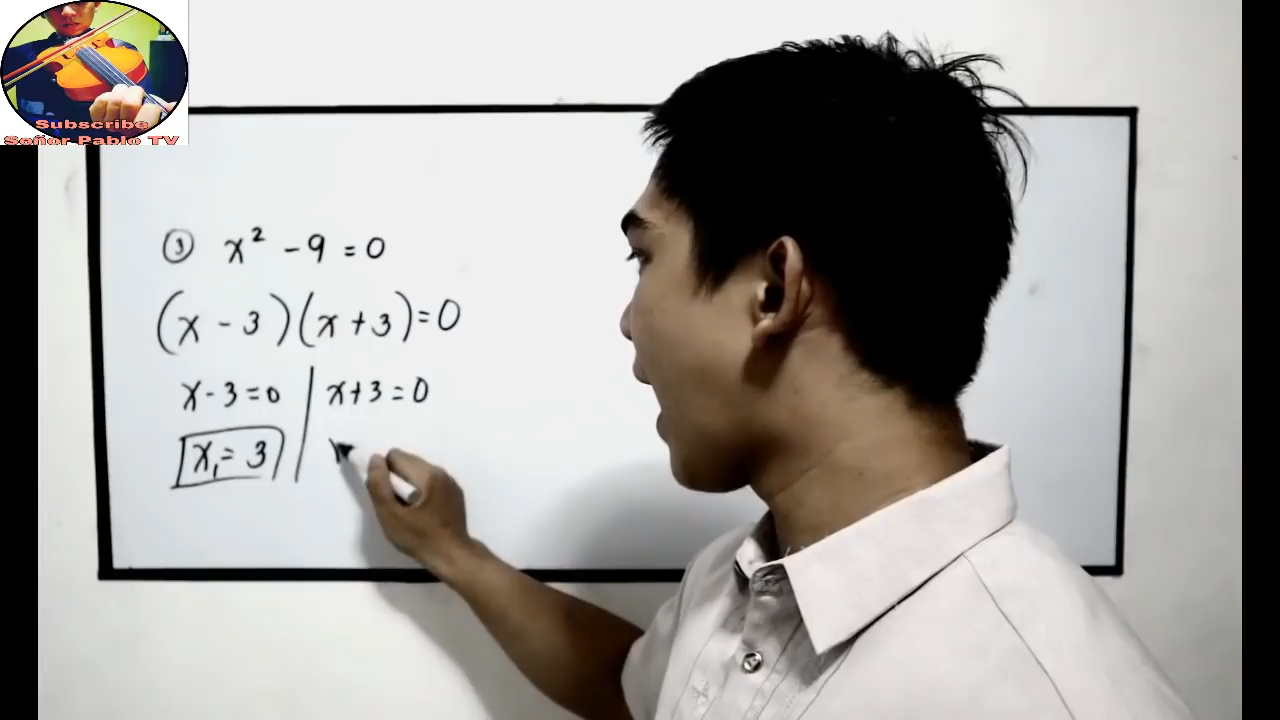 Subscribe
Señor Pablo TV
③ x² - 9 = 0
(x - 3)(x + 3) = 0
x - 3 = 0 | x + 3 = 0
x₁ = 3